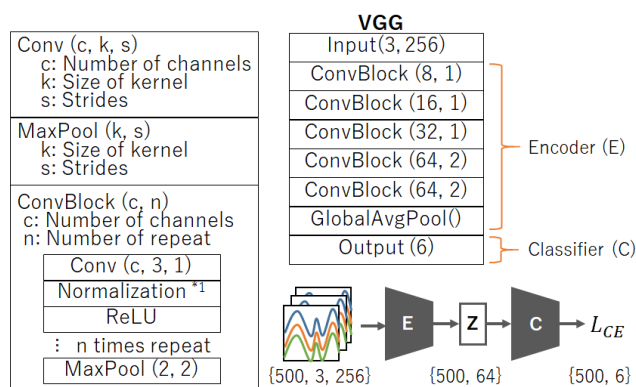 Conv (c, k, s)
c: Number of channels
k: Size of kernel
s: Strides
MaxPool (k, s)
k: Size of kernel
s: Strides
ConvBlock (c, n)
c: Number of channels
n: Number of repeat
Conv (c, 3, 1)
Normalization *1
ReLU
⋮ n times repeat
MaxPool (2, 2)
VGG
Input(3, 256)
ConvBlock (8, 1)
ConvBlock (16, 1)
ConvBlock (32, 1)
ConvBlock (64, 2)
ConvBlock (64, 2)
GlobalAvgPool()
Output (6)
Encoder (E)
Classifier (C)
E
Z
C
L_CE
{500, 3, 256}
{500, 64}
{500, 6}